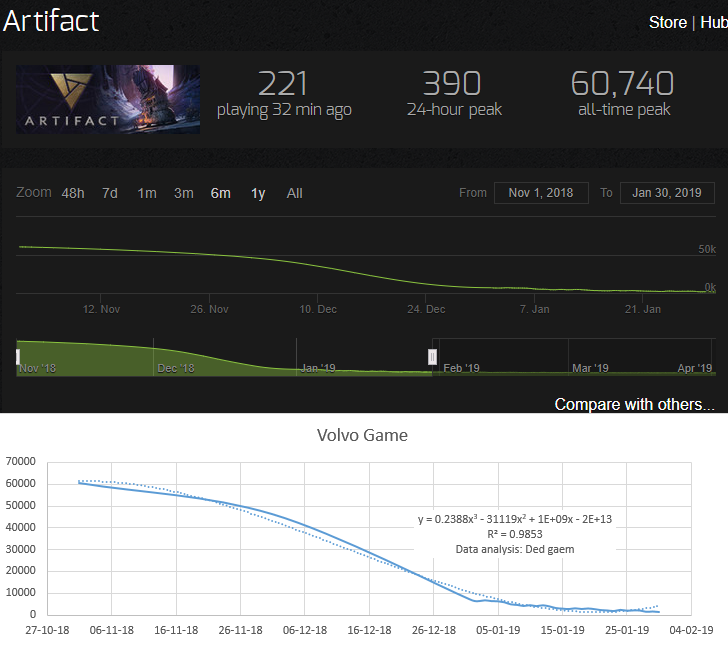 Artifact
Store | Hub
ARTIFACT
221 390 60,740
playing 32 min ago 24-hour peak all-time peak
Zoom 48h 7d 1m 3m 6m 1y All From Nov 1, 2018 To Jan 30, 2019
50k
0k
12. Nov 26. Nov 10. Dec 24. Dec 7. Jan 21. Jan
Nov '18 Dec '18 Jan '19 Feb '19 Mar '19 Apr '19
Compare with others...
Volvo Game
70000
60000
50000
40000
y = 0.2388x³ - 31119x² + 1E+09x - 2E+13
R² = 0.9853
Data analysis: Ded gaem
30000
20000
10000
0
27-10-18 06-11-18 16-11-18 26-11-18 06-12-18 16-12-18 26-12-18 05-01-19 15-01-19 25-01-19 04-02-19